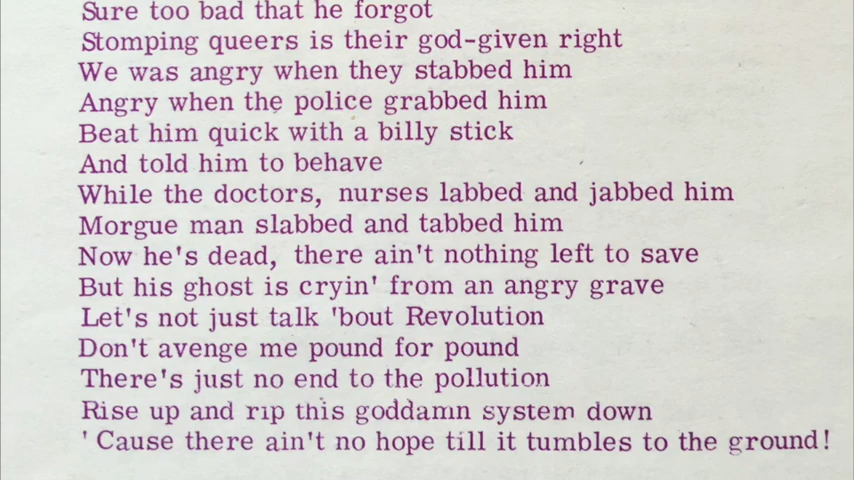 Sure too bad that he forgot
Stomping queers is their god-given right
We was angry when they stabbed him
Angry when the police grabbed him
Beat him quick with a billy stick
And told him to behave
While the doctors, nurses labbed and jabbed him
Morgue man slabbed and tabbed him
Now he's dead, there ain't nothing left to save
But his ghost is cryin' from an angry grave
Let's not just talk 'bout Revolution
Don't avenge me pound for pound
There's just no end to the pollution
Rise up and rip this goddamn system down
'Cause there ain't no hope till it tumbles to the ground!